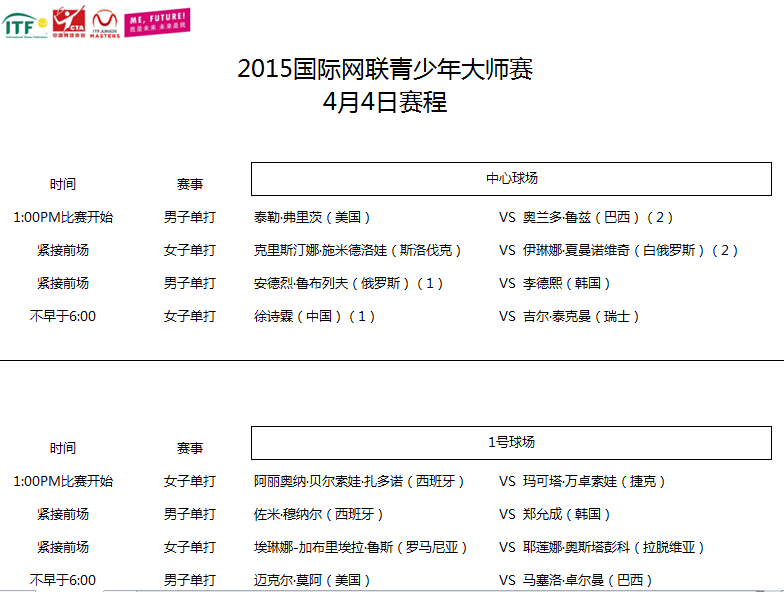 ITF CTA ITF JUNIOR MASTERS ME, FUTURE!
中国网球协会 我是未来 未来是我
2015国际网联青少年大师赛
4月4日赛程
时间 赛事 中心球场
1:00PM比赛开始 男子单打 泰勒·弗里茨（美国） VS 奥兰多·鲁兹（巴西）（2）
紧接前场 女子单打 克里斯汀娜·施米德洛娃（斯洛伐克） VS 伊琳娜·夏曼诺维奇（白俄罗斯）（2）
紧接前场 男子单打 安德烈·鲁布列夫（俄罗斯）（1） VS 李德熙（韩国）
不早于6:00 女子单打 徐诗霖（中国）（1） VS 吉尔·泰克曼（瑞士）
时间 赛事 1号球场
1:00PM比赛开始 女子单打 阿丽奥纳·贝尔索娃·扎多诺（西班牙） VS 玛可塔·万卓索娃（捷克）
紧接前场 男子单打 佐米·穆纳尔（西班牙） VS 郑允成（韩国）
紧接前场 女子单打 埃琳娜-加布里埃拉·鲁斯（罗马尼亚） VS 耶莲娜·奥斯塔彭科（拉脱维亚）
不早于6:00 男子单打 迈克尔·莫阿（美国） VS 马塞洛·卓尔曼（巴西）